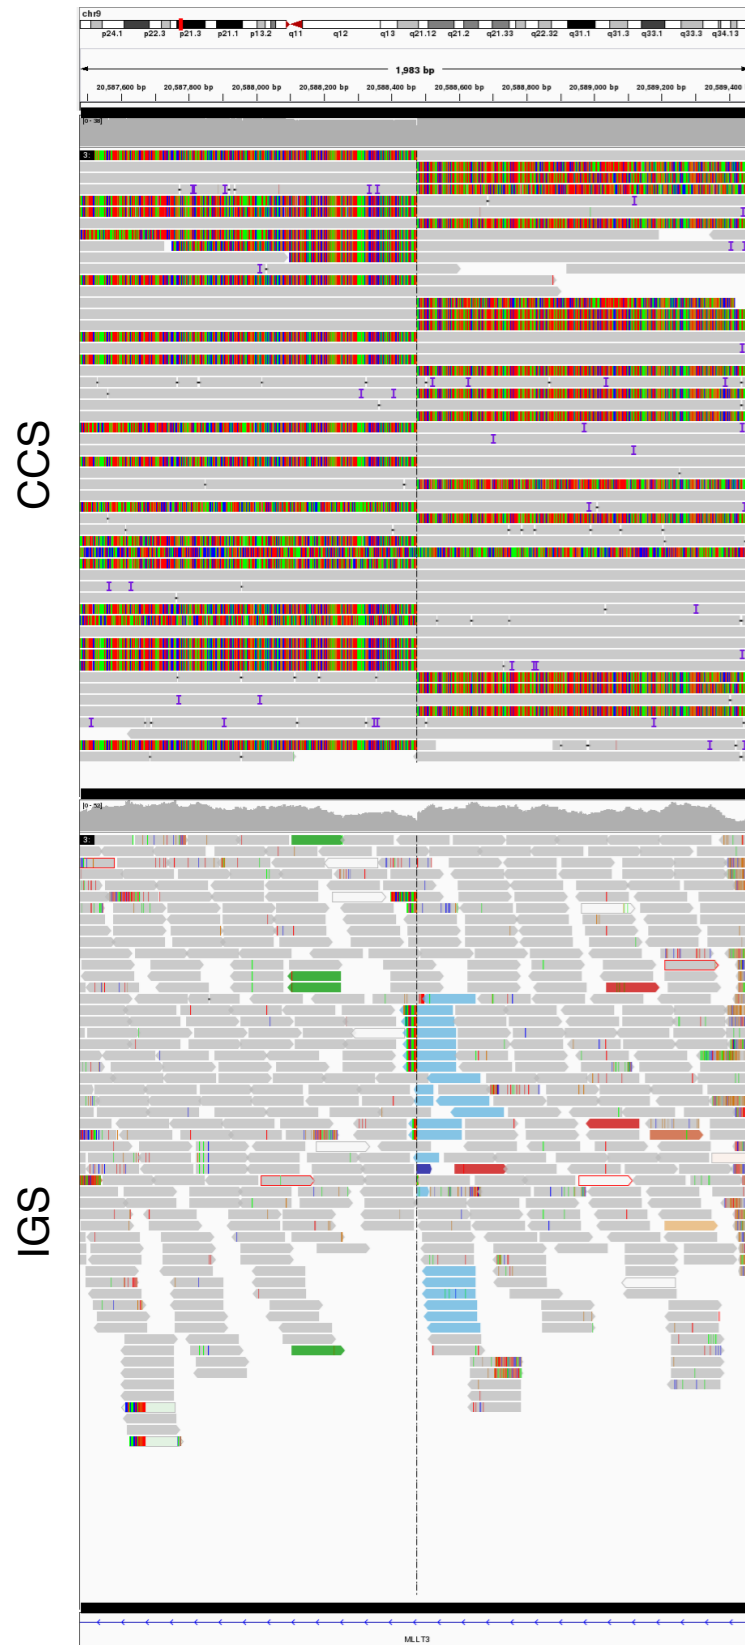 chr9
p24.1 p22.3 p21.3 p21.1 p13.2 q11 q12 q13 q21.12 q21.2 q21.33 q22.32 q31.1 q31.3 q33.1 q33.3 q34.13
1,983 bp
20,587,600 bp 20,587,800 bp 20,588,000 bp 20,588,200 bp 20,588,400 bp 20,588,600 bp 20,588,800 bp 20,589,000 bp 20,589,200 bp 20,589,400
[0 - 38]
3:
CCS
[0 - 53]
3:
IGS
MLLT3